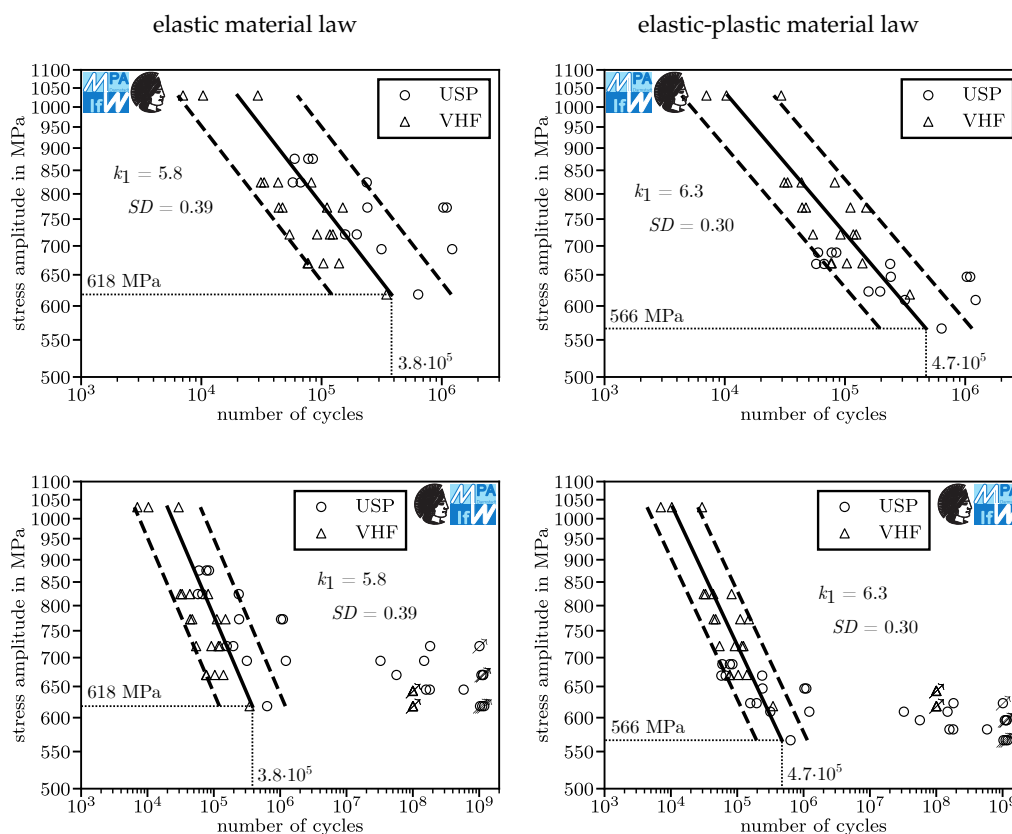 elastic material law
elastic-plastic material law
1100
1050
1000
950
900
850
800
750
700
650
600
550
500
stress amplitude in MPa
PA
IfW
USP
VHF
k1 = 5.8
SD = 0.39
618 MPa
3.8·10^5
10^3
10^4
10^5
10^6
number of cycles
1100
1050
1000
950
900
850
800
750
700
650
600
550
500
stress amplitude in MPa
PA
IfW
USP
VHF
k1 = 6.3
SD = 0.30
566 MPa
4.7·10^5
10^3
10^4
10^5
10^6
number of cycles
1100
1050
1000
950
900
850
800
750
700
650
600
550
500
stress amplitude in MPa
USP
VHF
PA
IfW
k1 = 5.8
SD = 0.39
618 MPa
3.8·10^5
10^3
10^4
10^5
10^6
10^7
10^8
10^9
number of cycles
1100
1050
1000
950
900
850
800
750
700
650
600
550
500
stress amplitude in MPa
USP
VHF
PA
IfW
k1 = 6.3
SD = 0.30
566 MPa
4.7·10^5
10^3
10^4
10^5
10^6
10^7
10^8
10^9
number of cycles